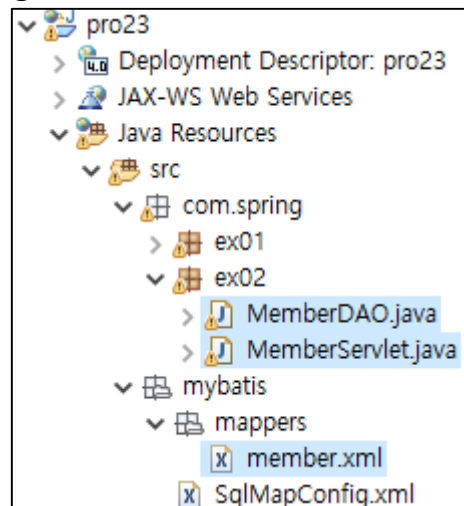 pro23
Deployment Descriptor: pro23
JAX-WS Web Services
Java Resources
src
com.spring
ex01
ex02
MemberDAO.java
MemberServlet.java
mybatis
mappers
member.xml
SqlMapConfig.xml